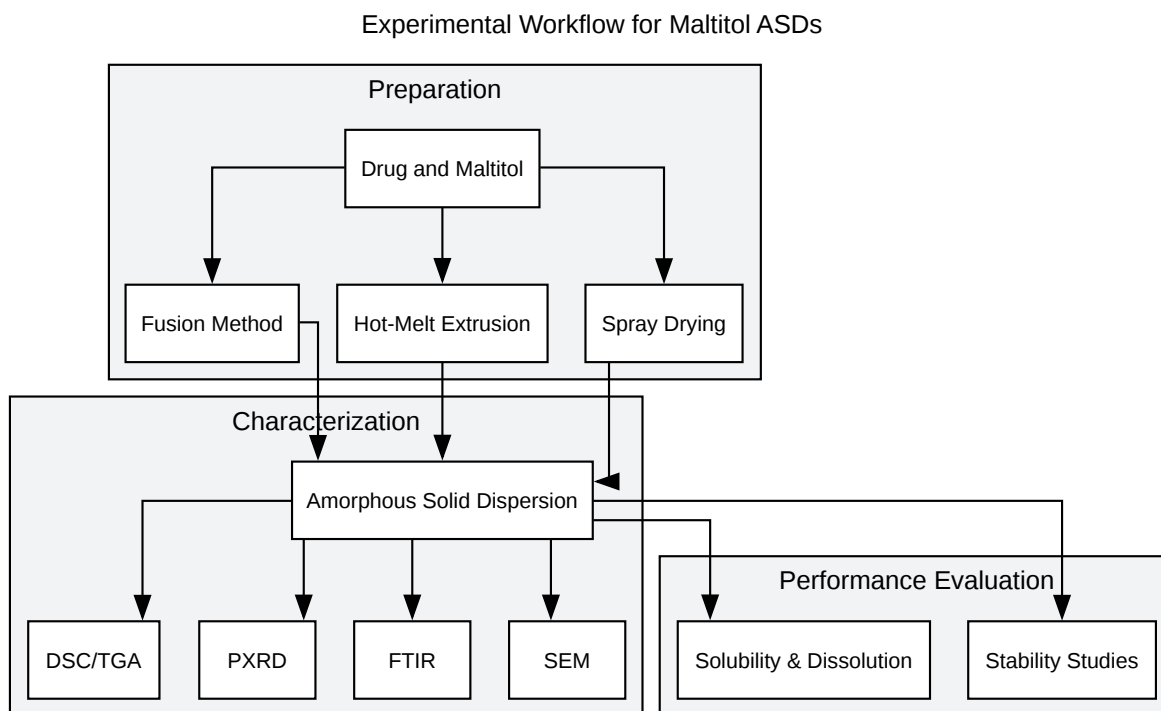 Experimental Workflow for Maltitol ASDs
Preparation
Drug and Maltitol
Fusion Method
Hot-Melt Extrusion
Spray Drying
Characterization
Amorphous Solid Dispersion
Performance Evaluation
DSC/TGA
PXRD
FTIR
SEM
Solubility & Dissolution
Stability Studies